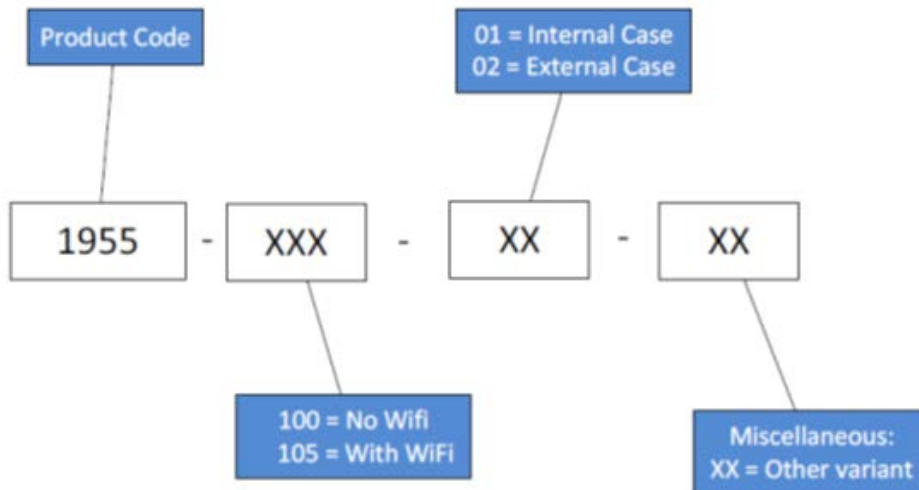 Product Code
01 = Internal Case
02 = External Case
1955 - XXX - XX - XX
100 = No Wifi
105 = With WiFi
Miscellaneous:
XX = Other variant